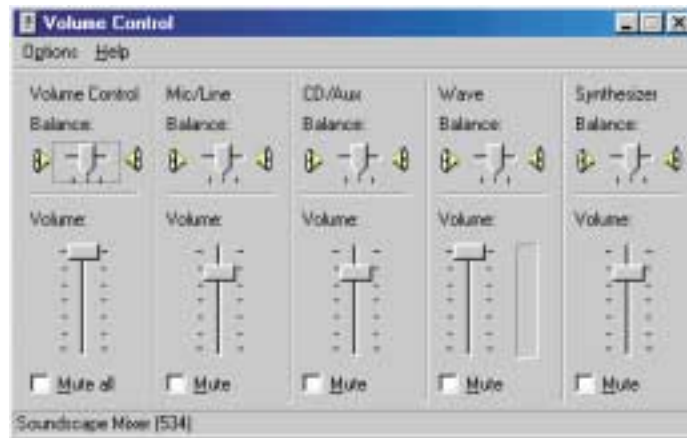 Volume Control
Options Help
Volume Control Mic/Line CD/Aux Wave Synthesizer
Balance: Balance: Balance: Balance: Balance:
Volume: Volume: Volume: Volume: Volume:
Mute all Mute Mute Mute Mute
Soundscape Mixer (534)